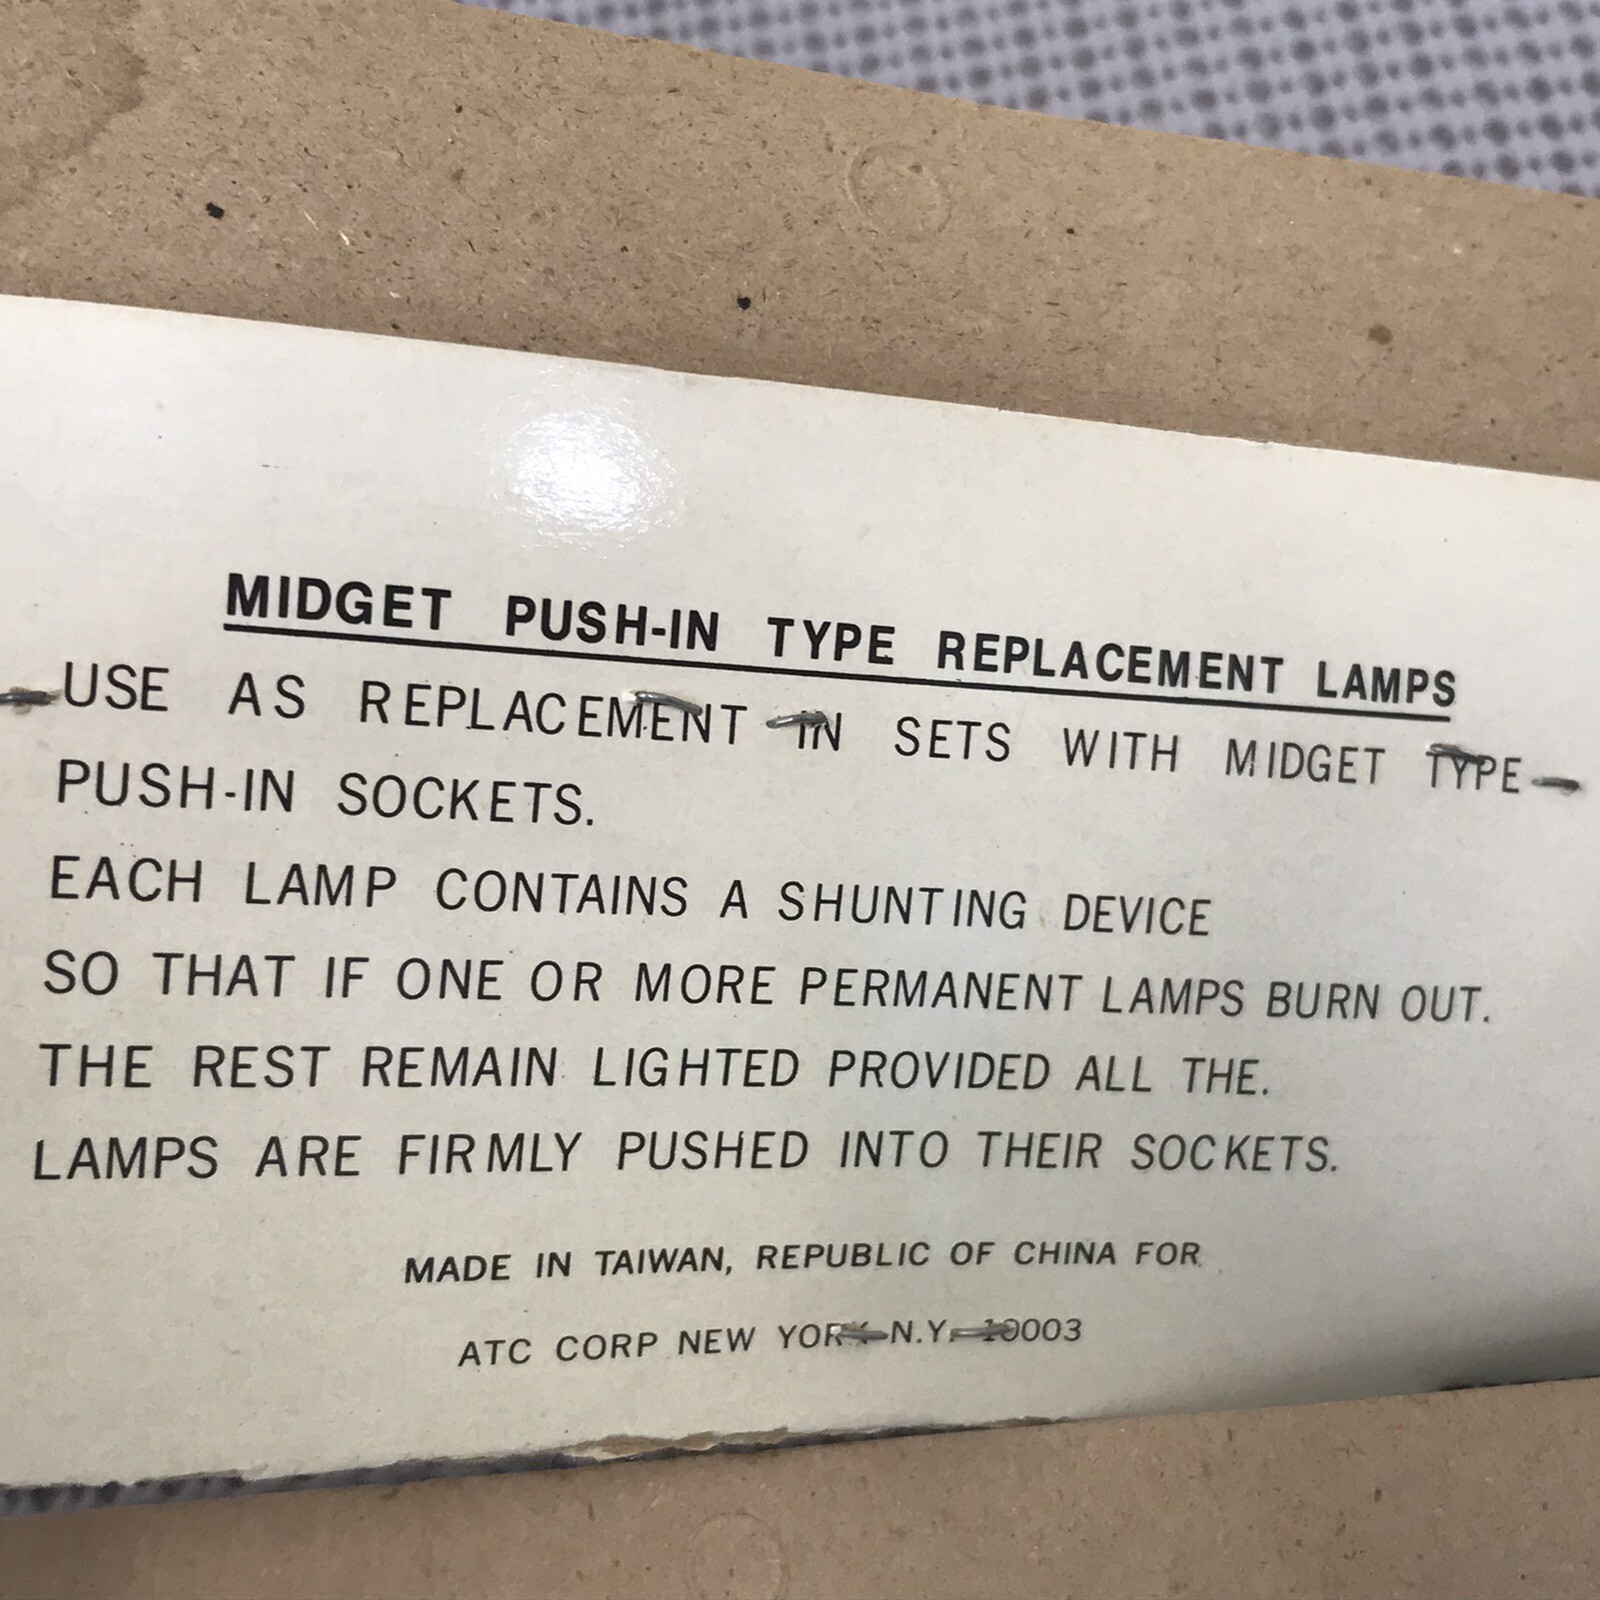 MIDGET PUSH-IN TYPE REPLACEMENT LAMPS
USE AS REPLACEMENT IN SETS WITH MIDGET TYPE
PUSH-IN SOCKETS.
EACH LAMP CONTAINS A SHUNTING DEVICE
SO THAT IF ONE OR MORE PERMANENT LAMPS BURN OUT.
THE REST REMAIN LIGHTED PROVIDED ALL THE.
LAMPS ARE FIRMLY PUSHED INTO THEIR SOCKETS.
MADE IN TAIWAN, REPUBLIC OF CHINA FOR
ATC CORP NEW YORK N.Y. 10003